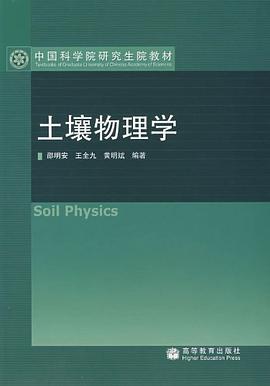 中国科学院研究生院教材
Textbooks of Graduate University of Chinese Academy of Sciences
土壤物理学
邵明安 王全九 黄明斌 编著
Soil Physics
高等教育出版社
Higher Education Press